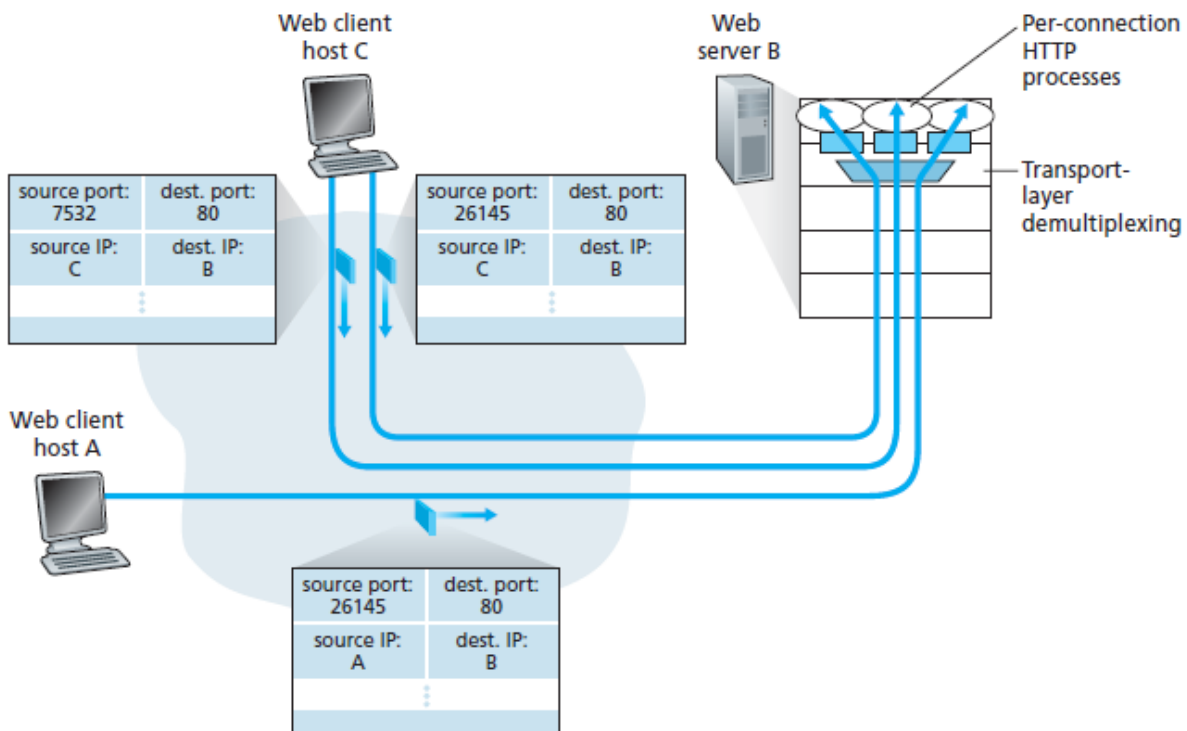 Web client
host C
Web
server B
Per-connection
HTTP
processes
Transport-
layer
demultiplexing
source port:
7532
dest. port:
80
source IP:
C
dest. IP:
B
source port:
26145
dest. port:
80
source IP:
C
dest. IP:
B
Web client
host A
source port:
26145
dest. port:
80
source IP:
A
dest. IP:
B